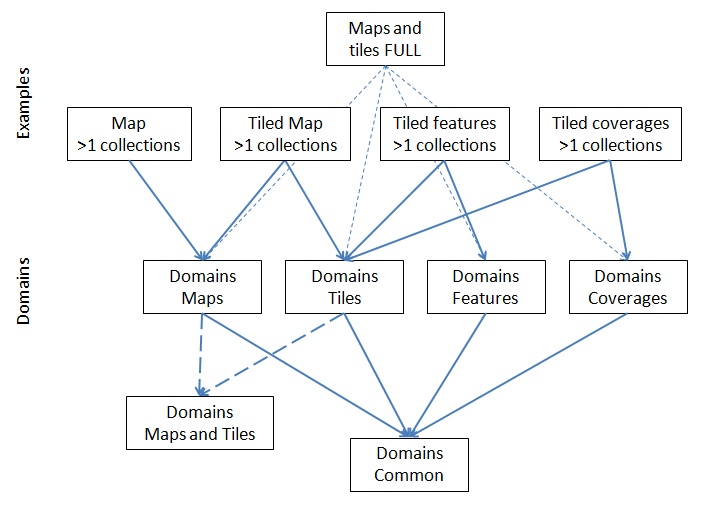 Maps and
tiles FULL
Examples
Map
>1 collections
Tiled Map
>1 collections
Tiled features
>1 collections
Tiled coverages
>1 collections
Domains
Domains
Maps
Domains
Tiles
Domains
Features
Domains
Coverages
Domains
Maps and Tiles
Domains
Common